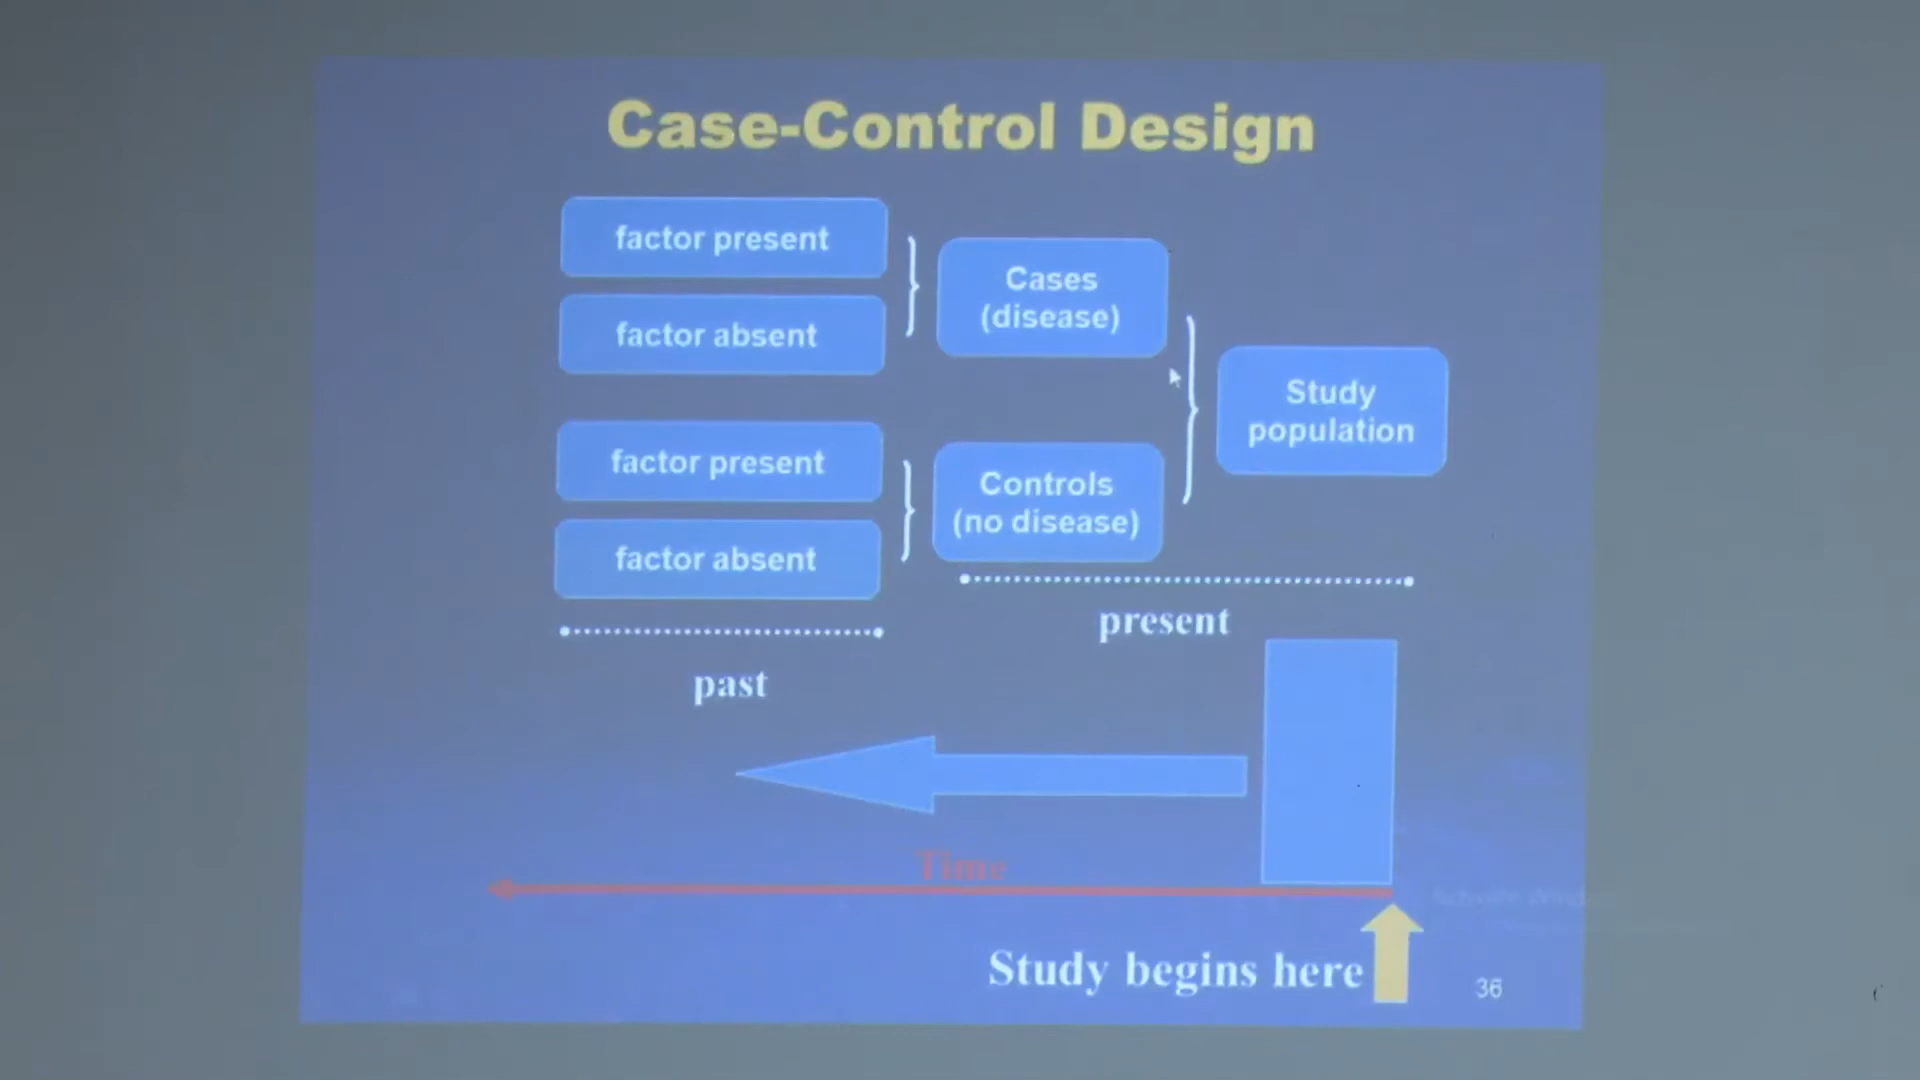 Case-Control Design
factor present
factor absent
Cases
(disease)
Study
population
factor present
factor absent
Controls
(no disease)
present
past
Time
Study begins here
36